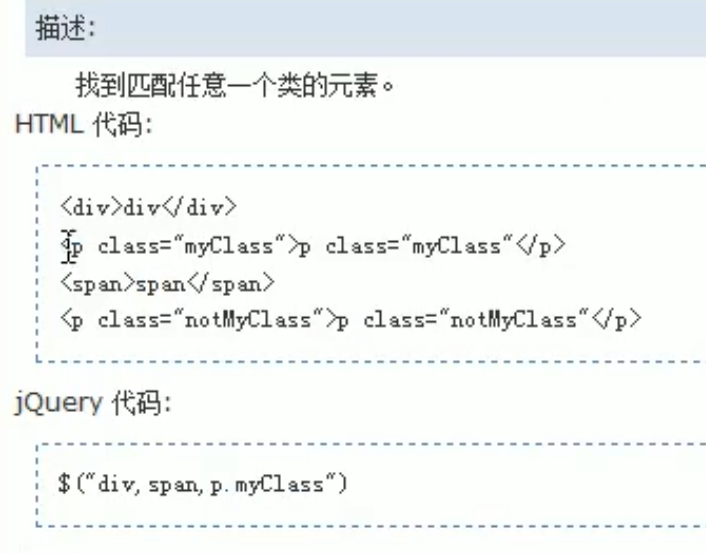 描述:
找到匹配任意一个类的元素。
HTML 代码:
<div>div</div>
<p class="myClass">p class="myClass"</p>
<span>span</span>
<p class="notMyClass">p class="notMyClass"</p>
jQuery 代码:
$("div,span,p.myClass")